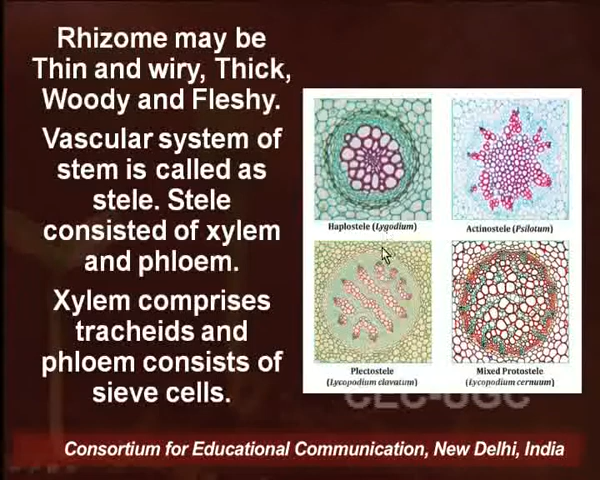 Rhizome may be
Thin and wiry, Thick,
Woody and Fleshy.
Vascular system of
stem is called as
stele. Stele
consisted of xylem
and phloem.
Xylem comprises
tracheids and
phloem consists of
sieve cells.
Haplostele (Lygodium)
Actinostele (Psilotum)
Plectostele
(Lycopodium clavatum)
Mixed Protostele
(Lycopodium cernuum)
CEC-UGC
Consortium for Educational Communication, New Delhi, India